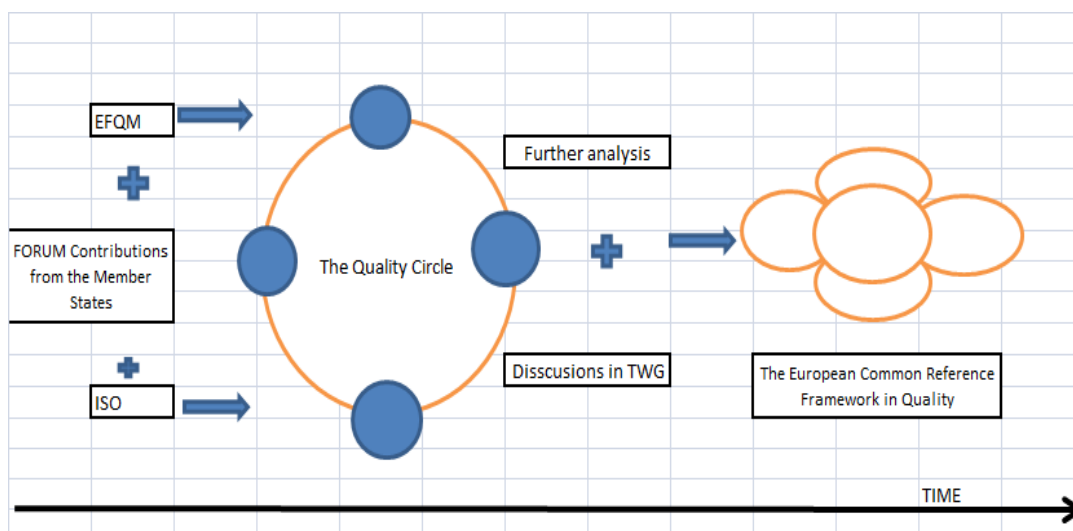 EFQM
FORUM Contributions
from the Member
States
ISO
The Quality Circle
Further analysis
Disscusions in TWG
The European Common Reference
Framework in Quality
TIME